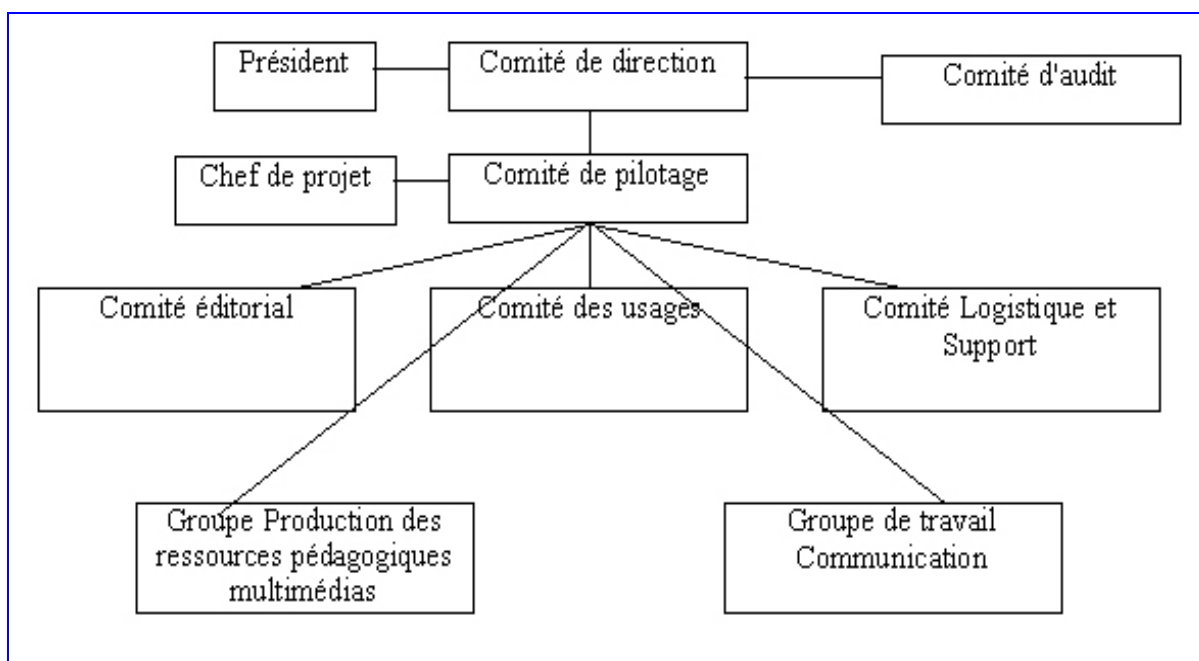 Président
Comité de direction
Comité d'audit
Chef de projet
Comité de pilotage
Comité éditorial
Comité des usages
Comité Logistique et
Support
Groupe Production des
ressources pédagogiques
multimédias
Groupe de travail
Communication